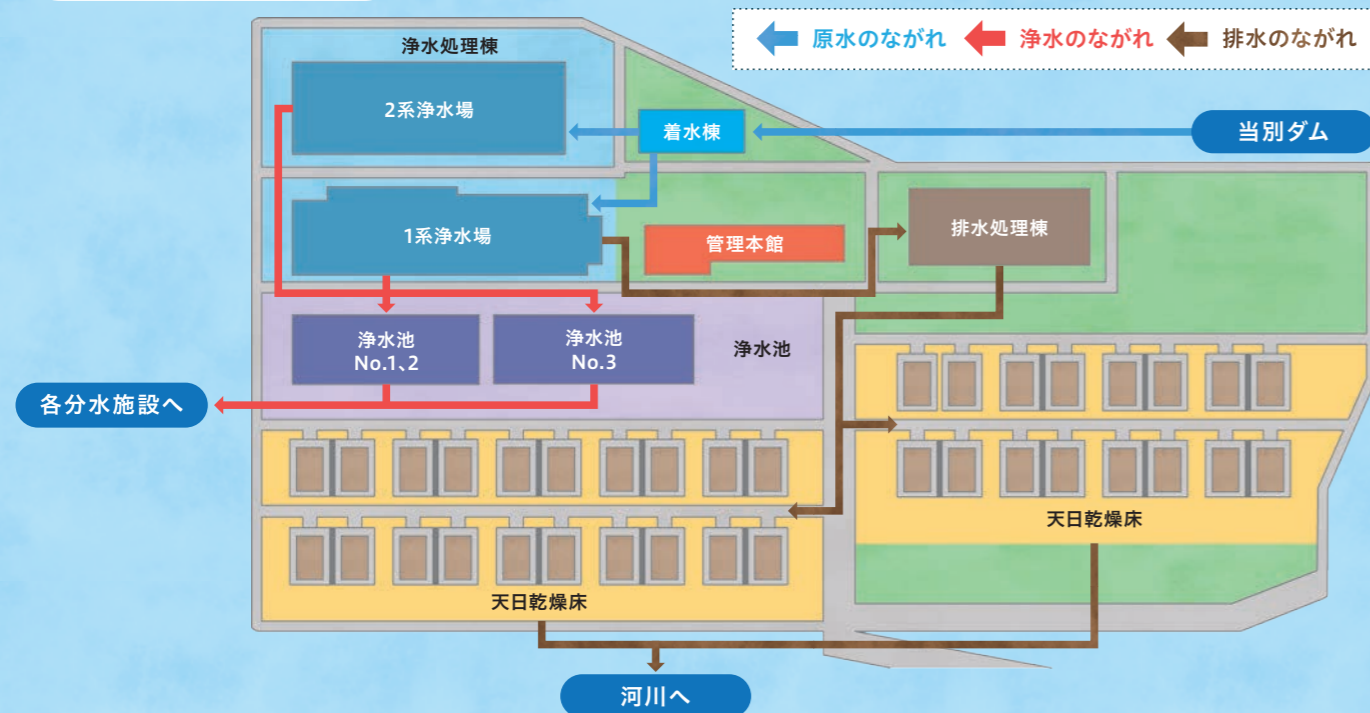 原水のながれ
浄水のながれ
排水のながれ
浄水処理棟
2系浄水場
着水棟
当別ダム
1系浄水場
管理本館
排水処理棟
浄水池
No.1、2
浄水池
No.3
浄水池
各分水施設へ
天日乾燥床
天日乾燥床
河川へ